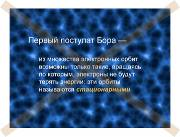 Первый постулат Бора —
из множества электронных орбит
возможны только такие, вращаясь
по которым, электроны не будут
терять энергии: эти орбиты
называются стационарными